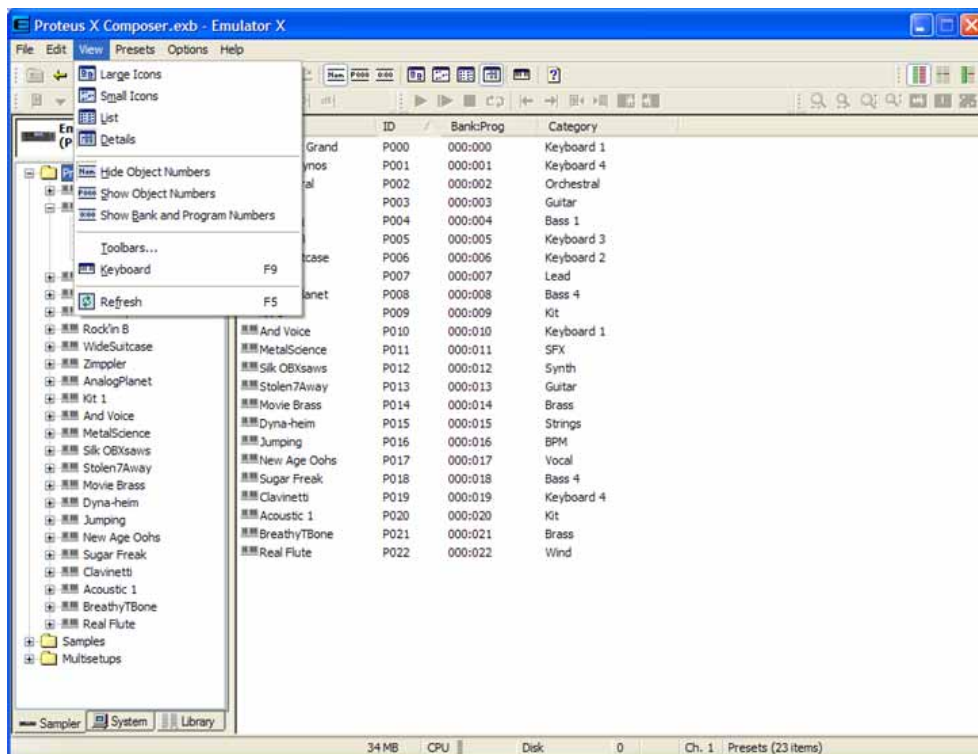 Proteus X Composer.exb - Emulator X
File Edit View Presets Options Help
Large Icons
Small Icons
List
Details
Hide Object Numbers
Show Object Numbers
Show Bank and Program Numbers
Toolbars...
Keyboard F9
Refresh F5
Rock'in B
WideSuitcase
Zimppler
AnalogPlanet
Kit 1
And Voice
MetalScience
Silk OBXsaws
Stolen7Away
Movie Brass
Dyna-heim
Jumping
New Age Oohs
Sugar Freak
Clavinetti
Acoustic 1
BreathyTBone
Real Flute
Samples
Multisetups
Sampler System Library
ID Bank:Prog Category
Grand P000 000:000 Keyboard 1
P001 000:001 Keyboard 4
P002 000:002 Orchestral
P003 000:003 Guitar
P004 000:004 Bass 1
P005 000:005 Keyboard 3
P006 000:006 Keyboard 2
P007 000:007 Lead
P008 000:008 Bass 4
P009 000:009 Kit
And Voice P010 000:010 Keyboard 1
MetalScience P011 000:011 SFX
Silk OBXsaws P012 000:012 Synth
Stolen7Away P013 000:013 Guitar
Movie Brass P014 000:014 Brass
Dyna-heim P015 000:015 Strings
Jumping P016 000:016 BPM
New Age Oohs P017 000:017 Vocal
Sugar Freak P018 000:018 Bass 4
Clavinetti P019 000:019 Keyboard 4
Acoustic 1 P020 000:020 Kit
BreathyTBone P021 000:021 Brass
Real Flute P022 000:022 Wind
34 MB CPU Disk 0 Ch. 1 Presets (23 items)